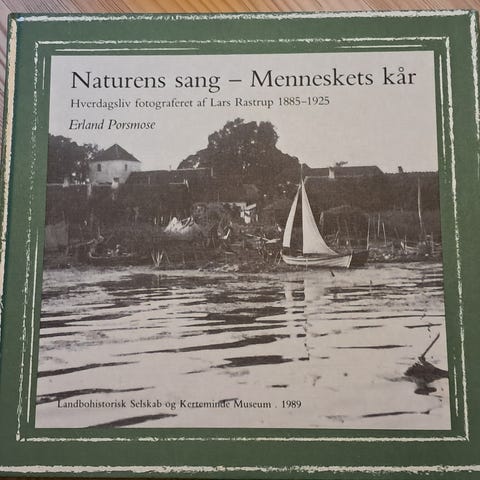 Naturens sang – Menneskets kår
Hverdagsliv fotograferet af Lars Rastrup 1885–1925
Erland Porsmose
Landbohistorisk Selskab og Kerteminde Museum . 1989